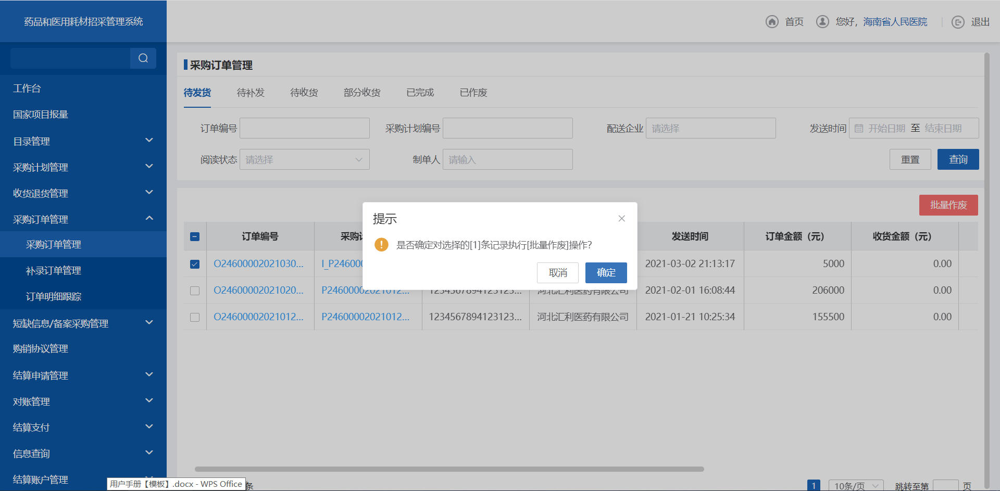 药品和医用耗材招采管理系统
首页
您好，海南省人民医院
退出
工作台
国家项目报量
目录管理
采购计划管理
收货退货管理
采购订单管理
采购订单管理
补录订单管理
订单明细跟踪
短缺信息/备案采购管理
购销协议管理
结算申请管理
对账管理
结算支付
信息查询
结算账户管理
采购订单管理
待发货 待补发 待收货 部分收货 已完成 已作废
订单编号 采购计划编号 配送企业 请选择 发送时间 开始日期 至 结束日期
阅读状态 请选择 制单人 请输入 重置 查询
批量作废
订单编号 采购 发送时间 订单金额（元） 收货金额（元）
O24600002021030... I_P24600 2021-03-02 21:13:17 5000 0.00
O24600002021020... P24600002021012... 1234567894123123... 河北汇利医药有限公司 2021-02-01 16:08:44 206000 0.00
O24600002021012... P24600002021012... 1234567894123123... 河北汇利医药有限公司 2021-01-21 10:25:34 155500 0.00
提示
是否确定对选择的[1]条记录执行[批量作废]操作?
取消 确定
用户手册【模板】.docx - WPS Office
条 1 10条/页 跳转至第 页